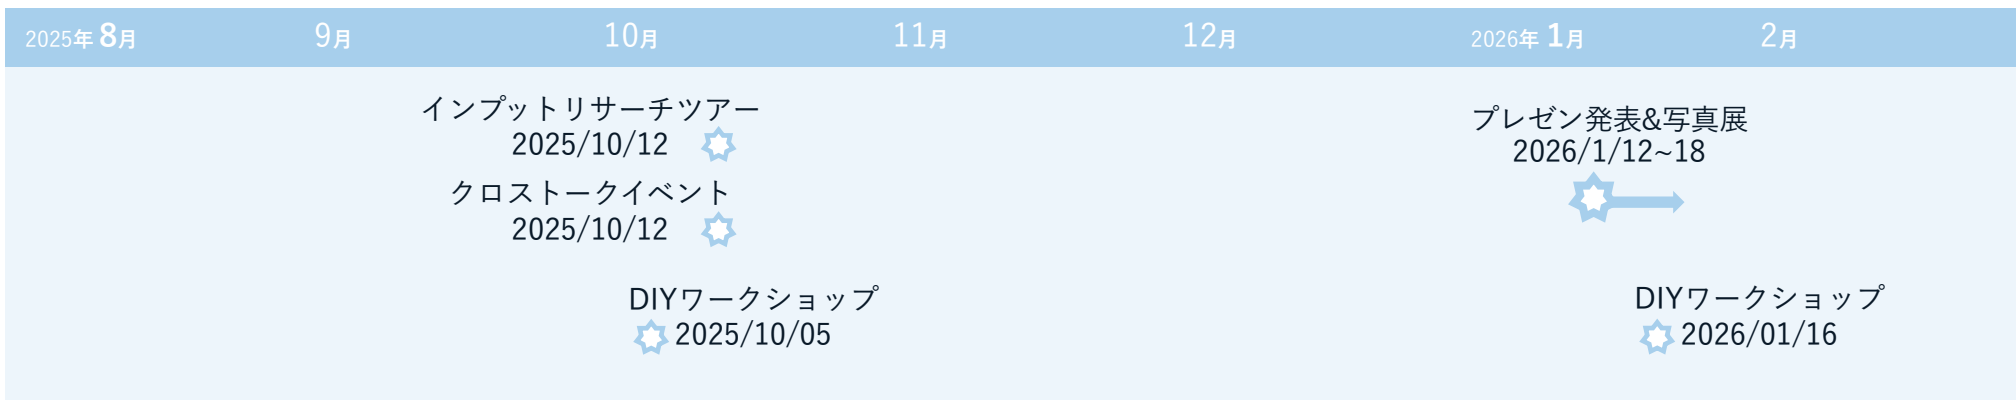 2025年 8月 9月 10月 11月 12月 2026年 1月 2月
インプットリサーチツアー
2025/10/12
クロストークイベント
2025/10/12
DIYワークショップ
2025/10/05
プレゼン発表&写真展
2026/1/12~18
DIYワークショップ
2026/01/16